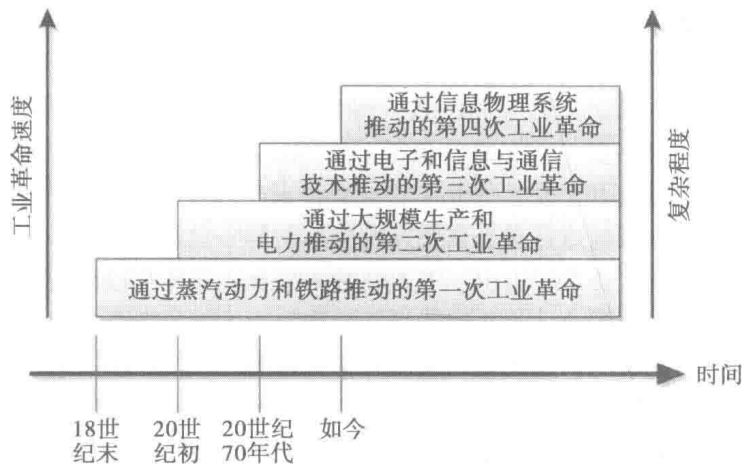 工业革命速度
复杂程度
通过信息物理系统
推动的第四次工业革命
通过电子和信息与通信
技术推动的第三次工业革命
通过大规模生产和
电力推动的第二次工业革命
通过蒸汽动力和铁路推动的第一次工业革命
时间
18世
纪末
20世
纪初
20世纪
70年代
如今